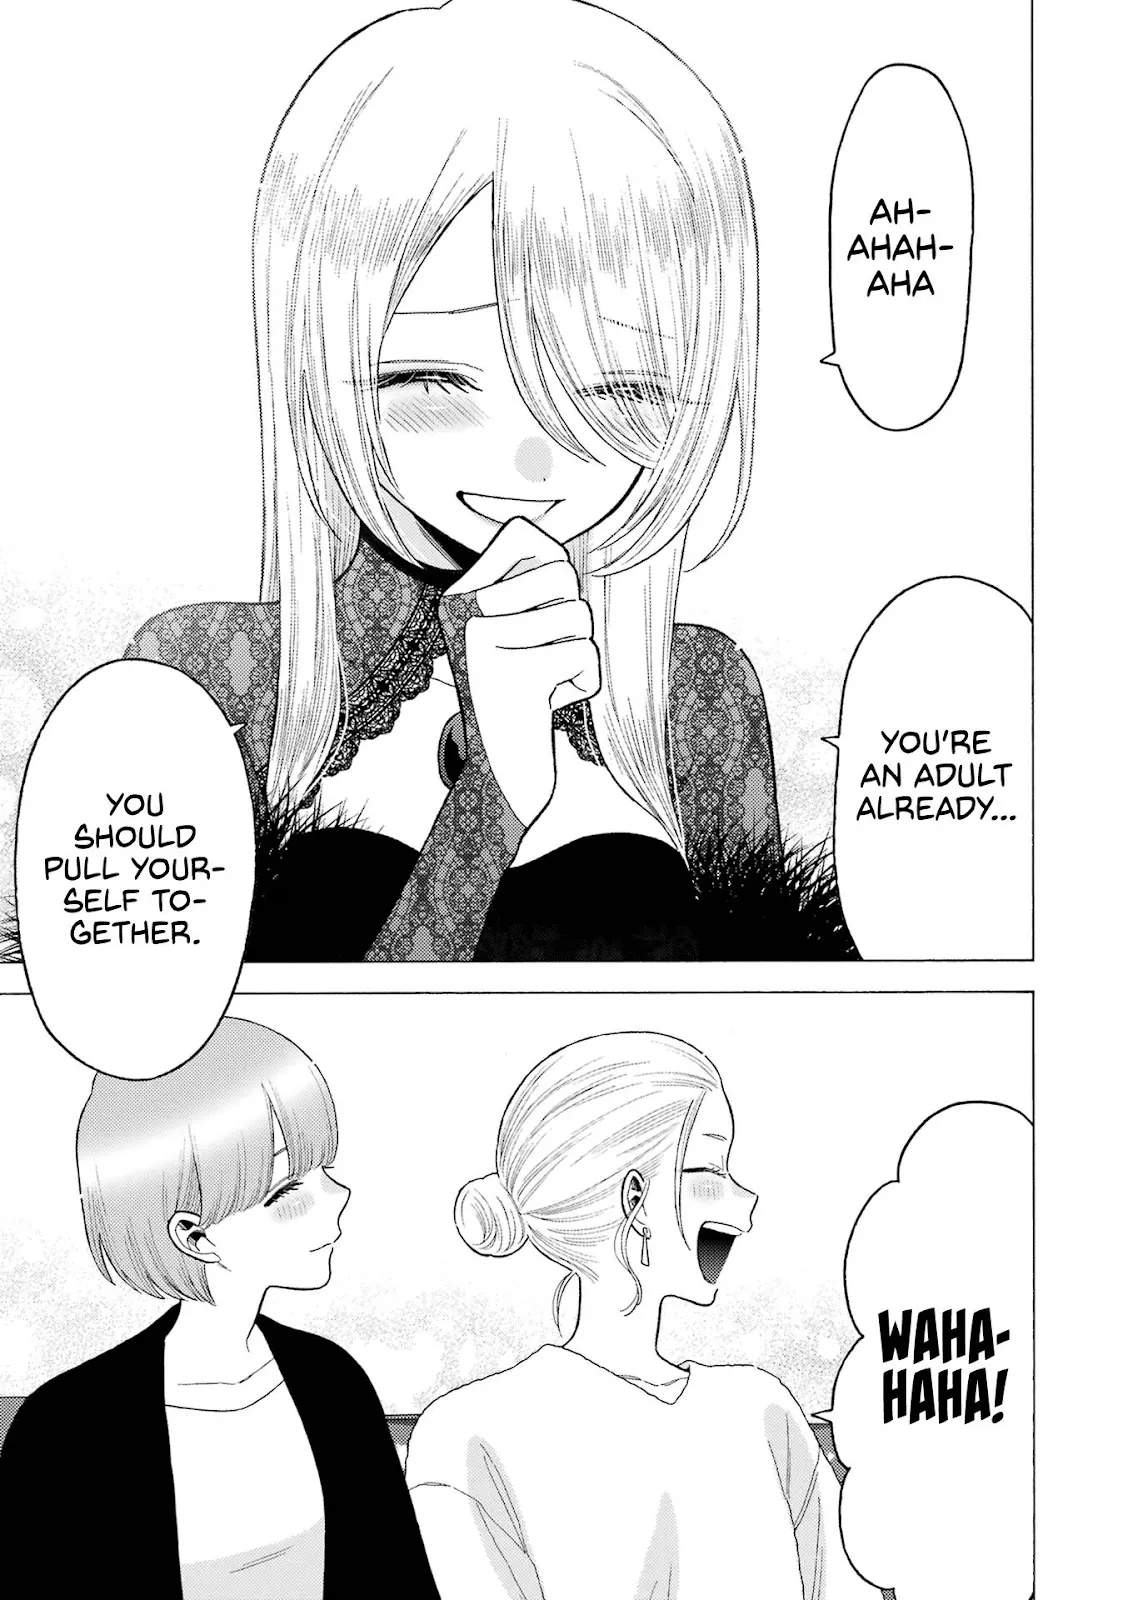 AH-
AHAH-
AHA
YOU'RE
AN ADULT
ALREADY...
YOU
SHOULD
PULL YOUR-
SELF TO-
GETHER.
WAHA-
HAHA!